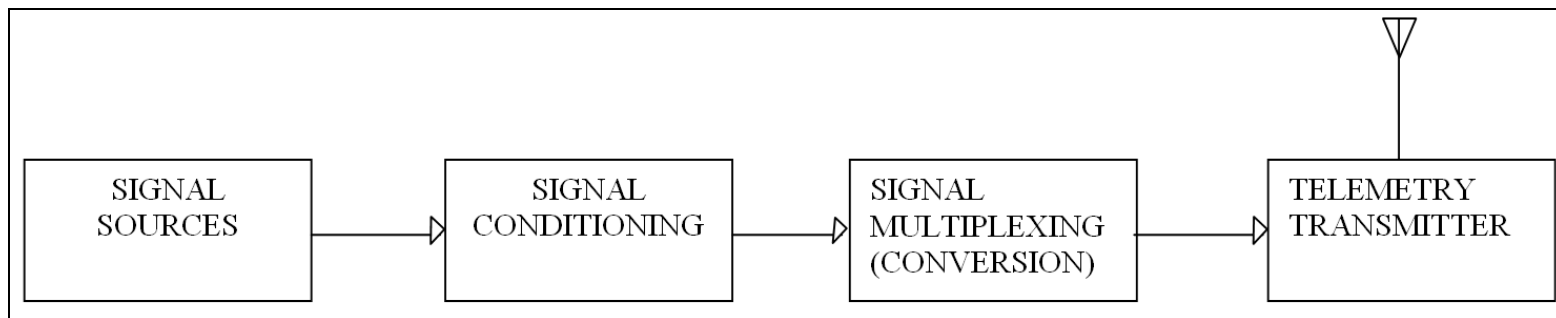 SIGNAL
SOURCES
SIGNAL
CONDITIONING
SIGNAL
MULTIPLEXING
(CONVERSION)
TELEMETRY
TRANSMITTER